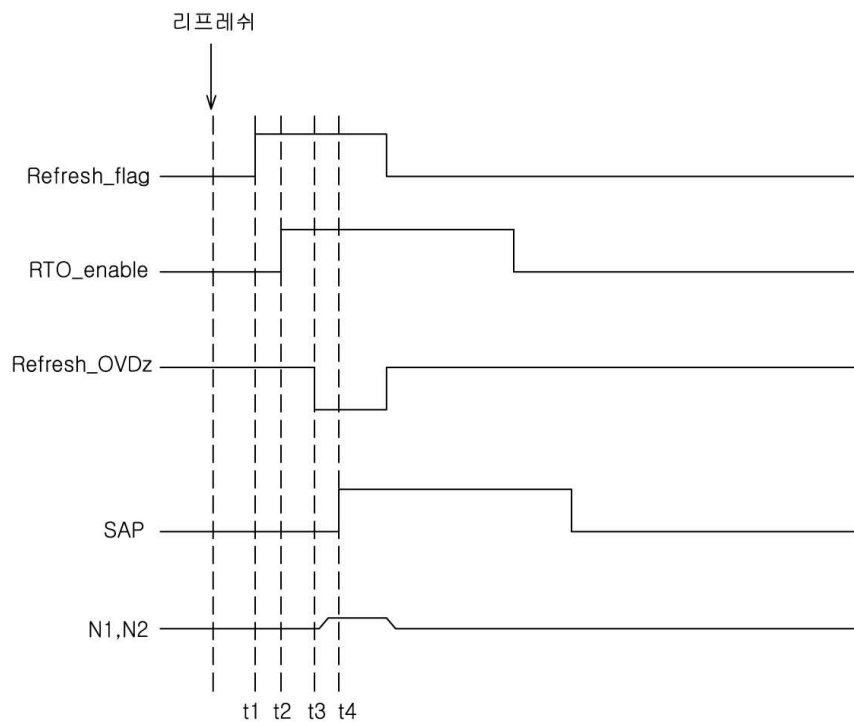 리프레쉬
Refresh_flag
RTO_enable
Refresh_OVDz
SAP
N1,N2
t1 t2 t3 t4